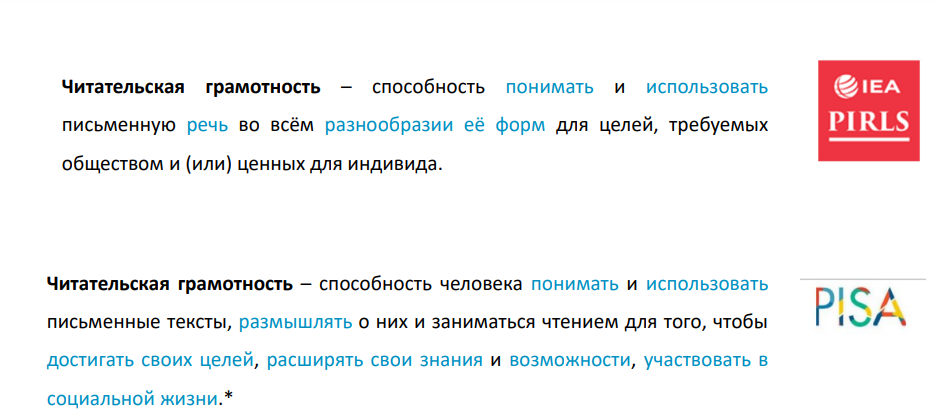 Читательская грамотность – способность понимать и использовать
письменную речь во всём разнообразии её форм для целей, требуемых
обществом и (или) ценных для индивида.
IEA
PIRLS
Читательская грамотность – способность человека понимать и использовать
письменные тексты, размышлять о них и заниматься чтением для того, чтобы
достигать своих целей, расширять свои знания и возможности, участвовать в
социальной жизни.*
PISA